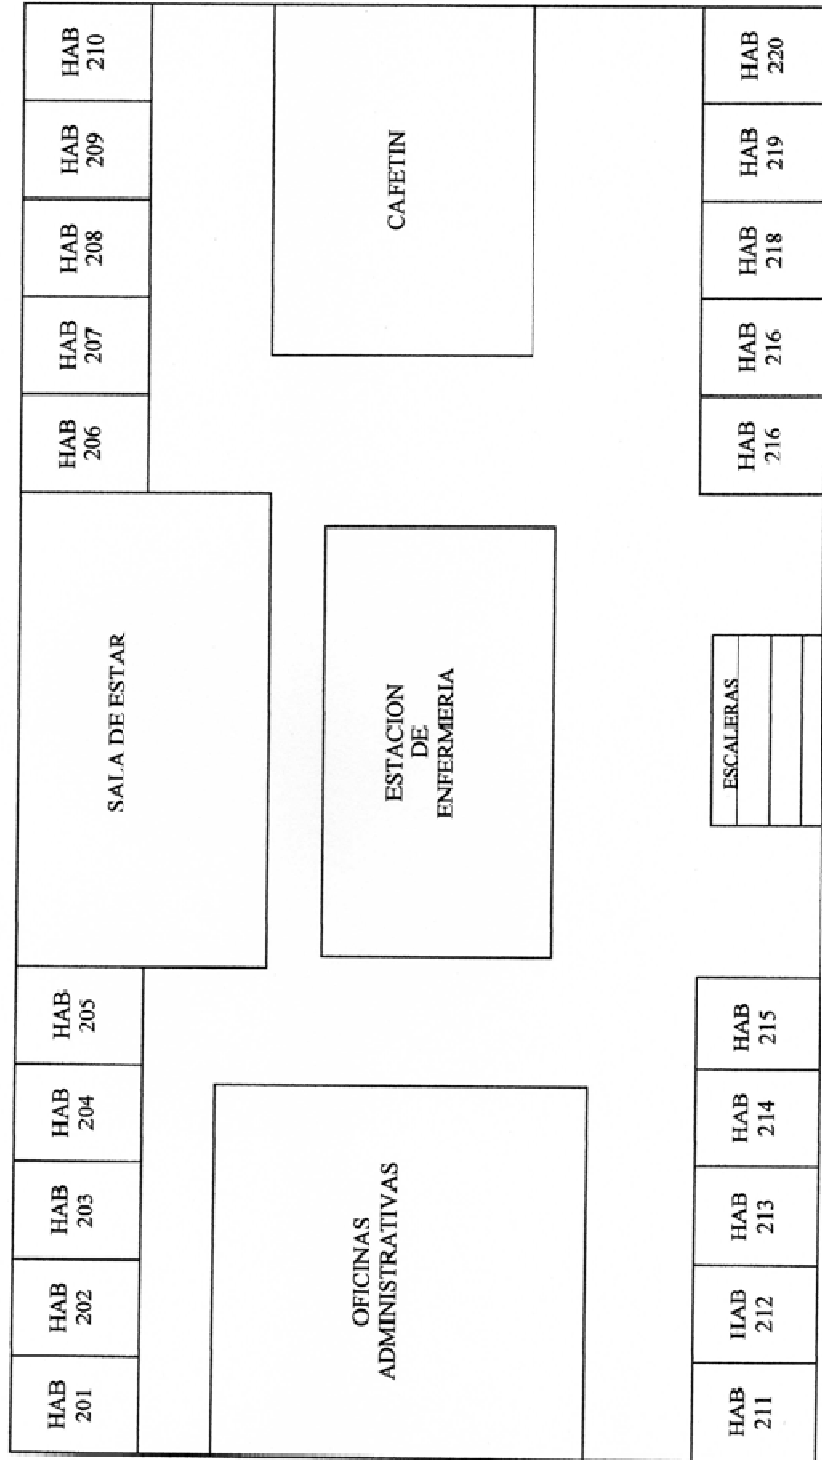 HAB
201
HAB
202
HAB
203
HAB
204
HAB
205
SALA DE ESTAR
HAB
206
HAB
207
HAB
208
HAB
209
HAB
210
OFICINAS
ADMINISTRATIVAS
ESTACION
DE
ENFERMERIA
CAFETIN
HAB
211
HAB
212
HAB
213
HAB
214
HAB
215
ESCALERAS
HAB
216
HAB
216
HAB
218
HAB
219
HAB
220